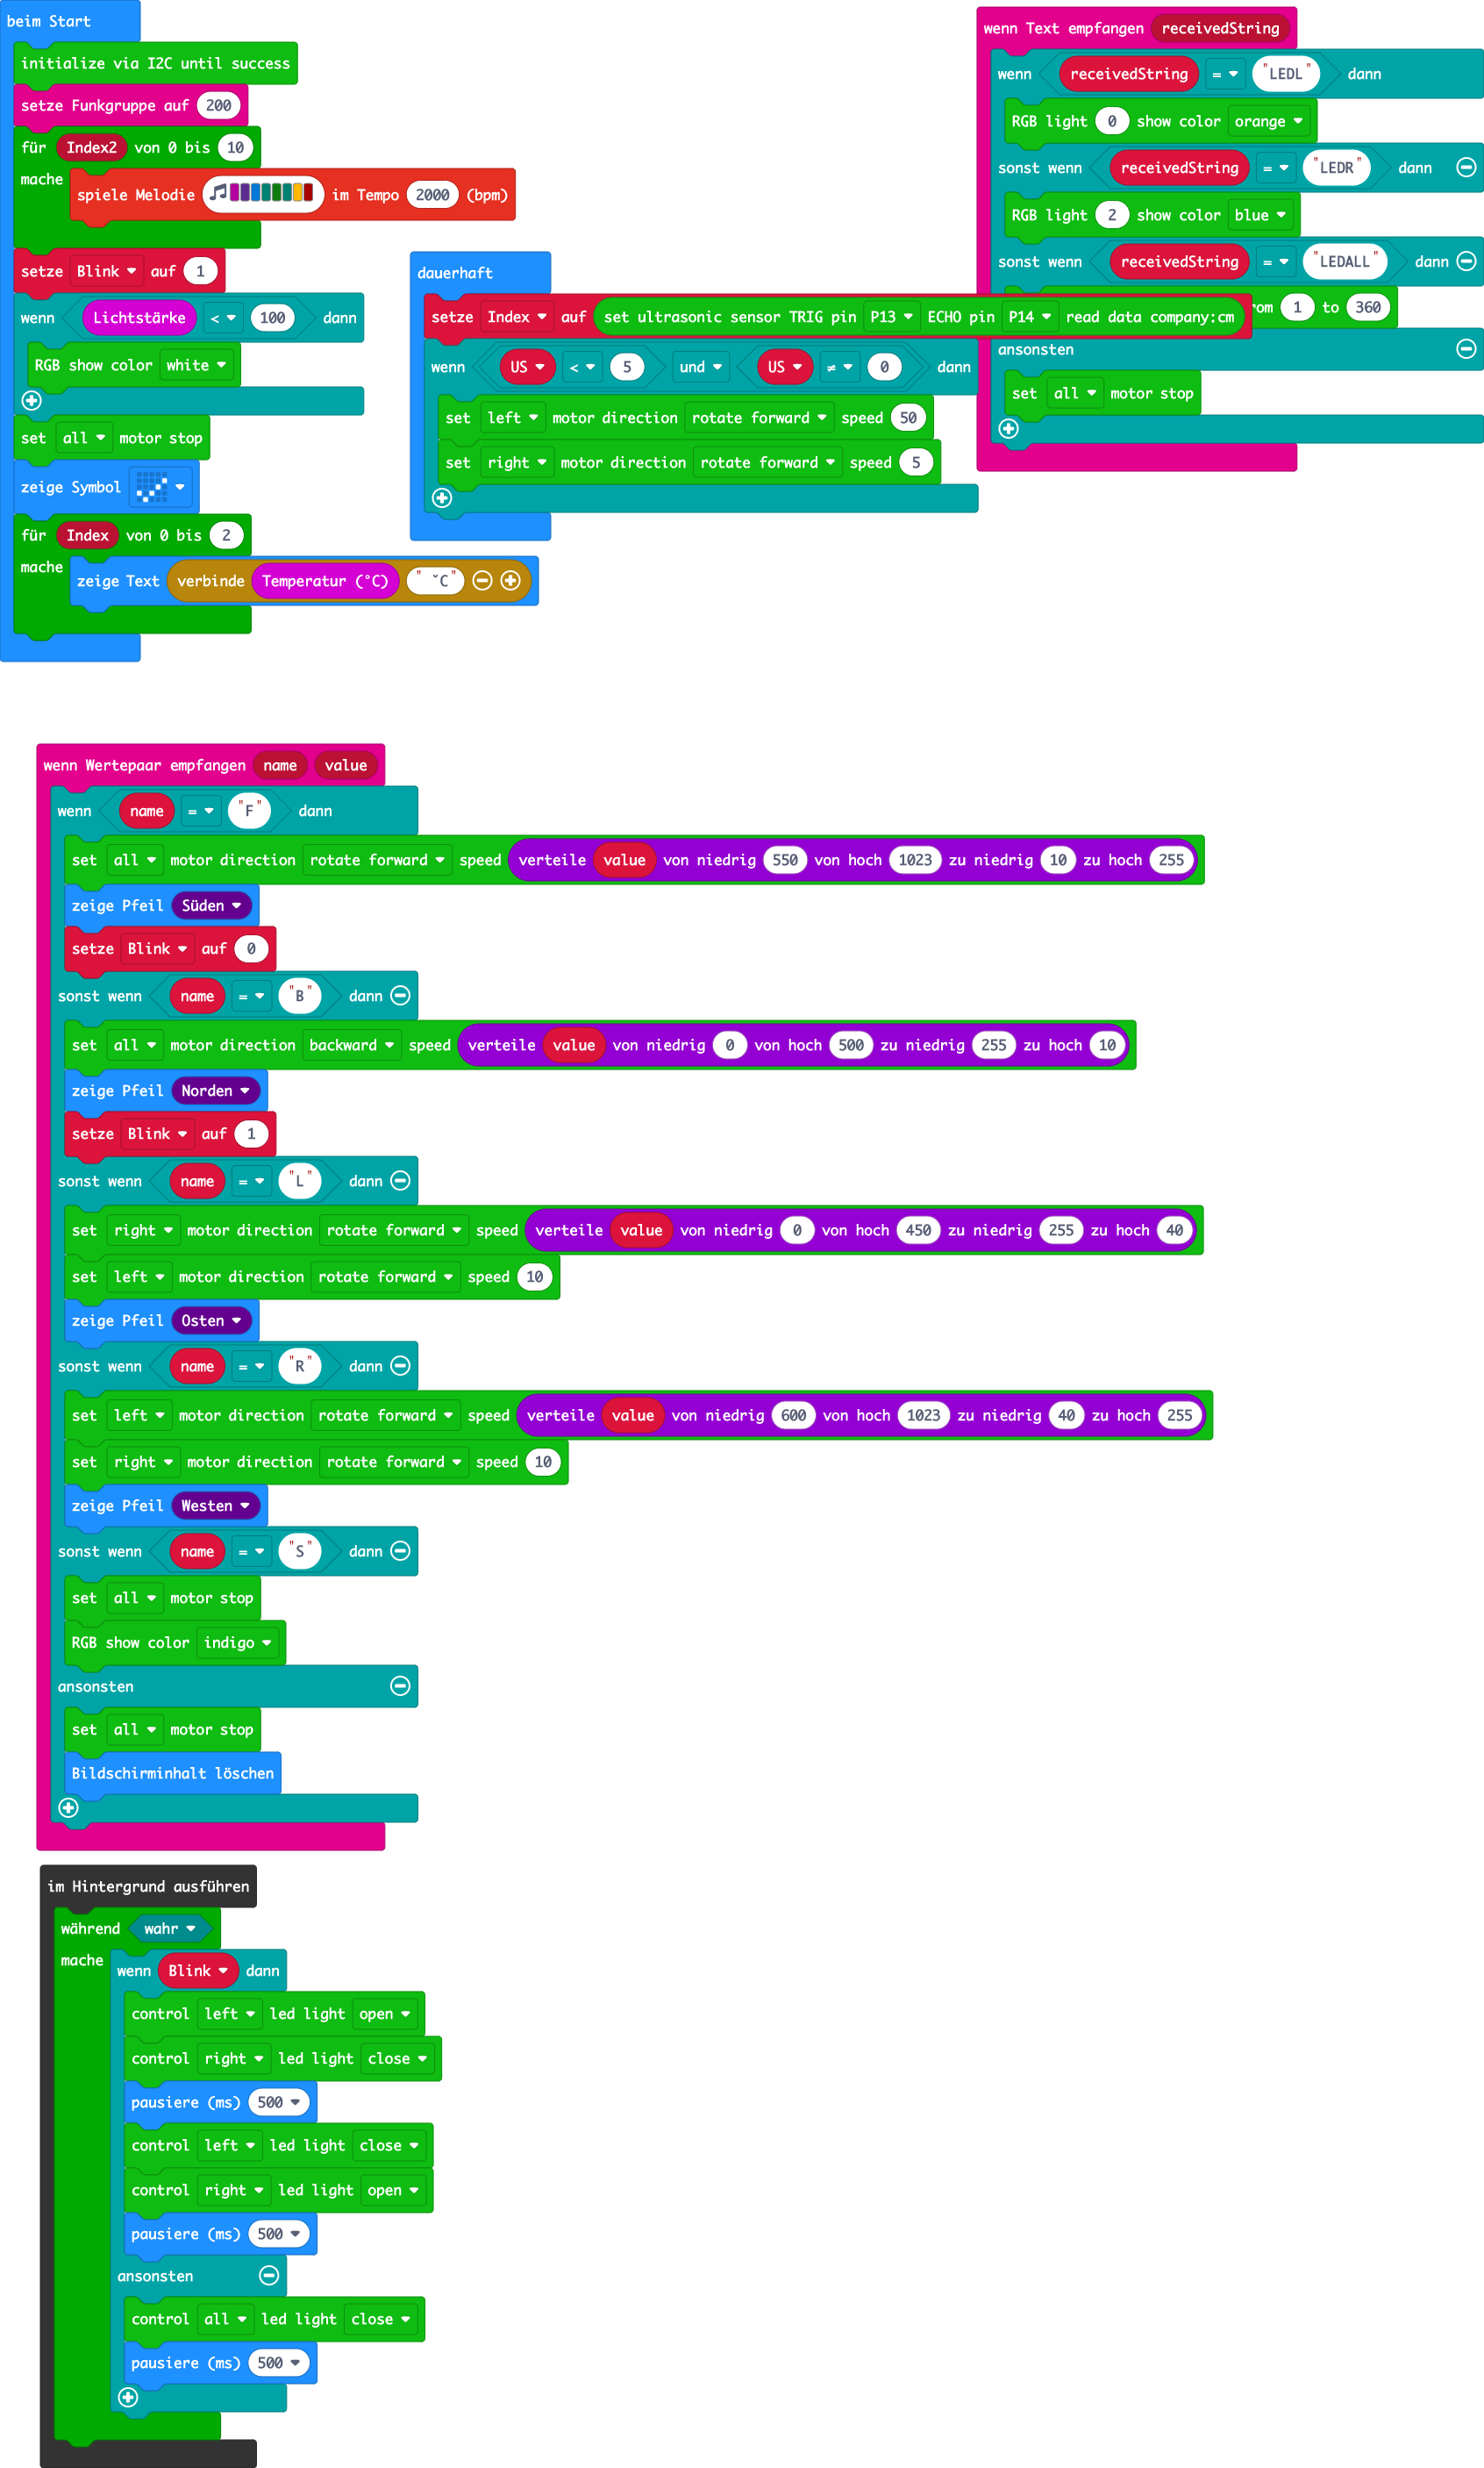 beim Start
initialize via I2C until success
setze Funkgruppe auf 200
für Index2 von 0 bis 10
mache
spiele Melodie im Tempo 2000 (bpm)
setze Blink auf 1
wenn Lichtstärke < 100 dann
RGB show color white
set all motor stop
zeige Symbol
für Index von 0 bis 2
mache
zeige Text verbinde Temperatur (°C) " ˘C"
dauerhaft
setze Index auf set ultrasonic sensor TRIG pin P13 ECHO pin P14 read data company:cm
wenn US < 5 und US ≠ 0 dann
set left motor direction rotate forward speed 50
set right motor direction rotate forward speed 5
wenn Text empfangen receivedString
wenn receivedString = "LEDL" dann
RGB light 0 show color orange
sonst wenn receivedString = "LEDR" dann
RGB light 2 show color blue
sonst wenn receivedString = "LEDALL" dann
1 to 360
ansonsten
set all motor stop
wenn Wertepaar empfangen name value
wenn name = "F" dann
set all motor direction rotate forward speed verteile value von niedrig 550 von hoch 1023 zu niedrig 10 zu hoch 255
zeige Pfeil Süden
setze Blink auf 0
sonst wenn name = "B" dann
set all motor direction backward speed verteile value von niedrig 0 von hoch 500 zu niedrig 255 zu hoch 10
zeige Pfeil Norden
setze Blink auf 1
sonst wenn name = "L" dann
set right motor direction rotate forward speed verteile value von niedrig 0 von hoch 450 zu niedrig 255 zu hoch 40
set left motor direction rotate forward speed 10
zeige Pfeil Osten
sonst wenn name = "R" dann
set left motor direction rotate forward speed verteile value von niedrig 600 von hoch 1023 zu niedrig 40 zu hoch 255
set right motor direction rotate forward speed 10
zeige Pfeil Westen
sonst wenn name = "S" dann
set all motor stop
RGB show color indigo
ansonsten
set all motor stop
Bildschirminhalt löschen
im Hintergrund ausführen
während wahr
mache
wenn Blink dann
control left led light open
control right led light close
pausiere (ms) 500
control left led light close
control right led light open
pausiere (ms) 500
ansonsten
control all led light close
pausiere (ms) 500